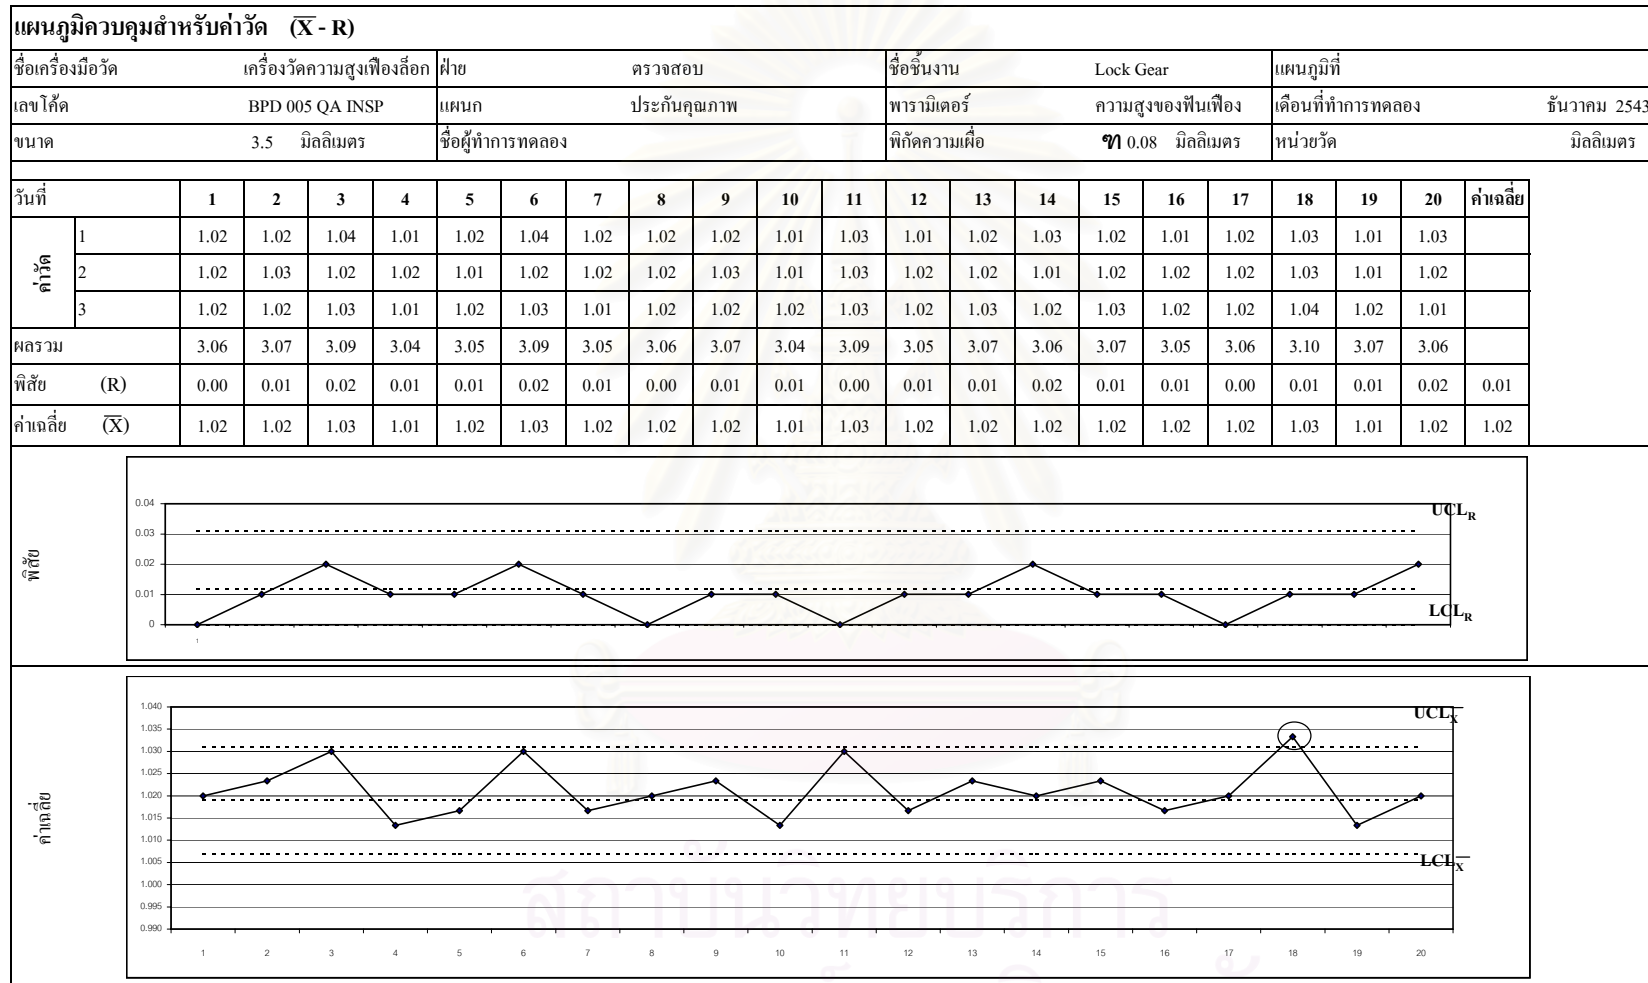 แผนภูมิควบคุมสำหรับค่าวัด (X̅ - R)
ชื่อเครื่องมือวัด เครื่องวัดความสูงเฟืองล็อก ฝ่าย ตรวจสอบ ชื่อชิ้นงาน Lock Gear แผนภูมิที่
เลขโค้ด BPD 005 QA INSP แผนก ประกันคุณภาพ พารามิเตอร์ ความสูงของฟันเฟือง เดือนที่ทำการทดลอง ธันวาคม 2543
ขนาด 3.5 มิลลิเมตร ชื่อผู้ทำการทดลอง พิกัดความเผื่อ ฑ 0.08 มิลลิเมตร หน่วยวัด มิลลิเมตร
วันที่ 1 2 3 4 5 6 7 8 9 10 11 12 13 14 15 16 17 18 19 20 ค่าเฉลี่ย
ค่าวัด
1 1.02 1.02 1.04 1.01 1.02 1.04 1.02 1.02 1.02 1.01 1.03 1.01 1.02 1.03 1.02 1.01 1.02 1.03 1.01 1.03
2 1.02 1.03 1.02 1.02 1.01 1.02 1.02 1.02 1.03 1.01 1.03 1.02 1.02 1.01 1.02 1.02 1.02 1.03 1.01 1.02
3 1.02 1.02 1.03 1.01 1.02 1.03 1.01 1.02 1.02 1.02 1.03 1.02 1.03 1.02 1.03 1.02 1.02 1.04 1.02 1.01
ผลรวม 3.06 3.07 3.09 3.04 3.05 3.09 3.05 3.06 3.07 3.04 3.09 3.05 3.07 3.06 3.07 3.05 3.06 3.10 3.07 3.06
พิสัย (R) 0.00 0.01 0.02 0.01 0.01 0.02 0.01 0.00 0.01 0.01 0.00 0.01 0.01 0.02 0.01 0.01 0.00 0.01 0.01 0.02 0.01
ค่าเฉลี่ย (X̅) 1.02 1.02 1.03 1.01 1.02 1.03 1.02 1.02 1.02 1.01 1.03 1.02 1.02 1.02 1.02 1.02 1.02 1.03 1.01 1.02 1.02
พิสัย
0.04
UCL_R
0.03
0.02
0.01
LCL_R
0
1
ค่าเฉลี่ย
1.040
UCL_X̅
1.035
1.030
1.025
1.020
1.015
1.010
1.005
LCL_X̅
1.000
0.995
0.990
1 2 3 4 5 6 7 8 9 10 11 12 13 14 15 16 17 18 19 20
สถาบันวิทยบริการ